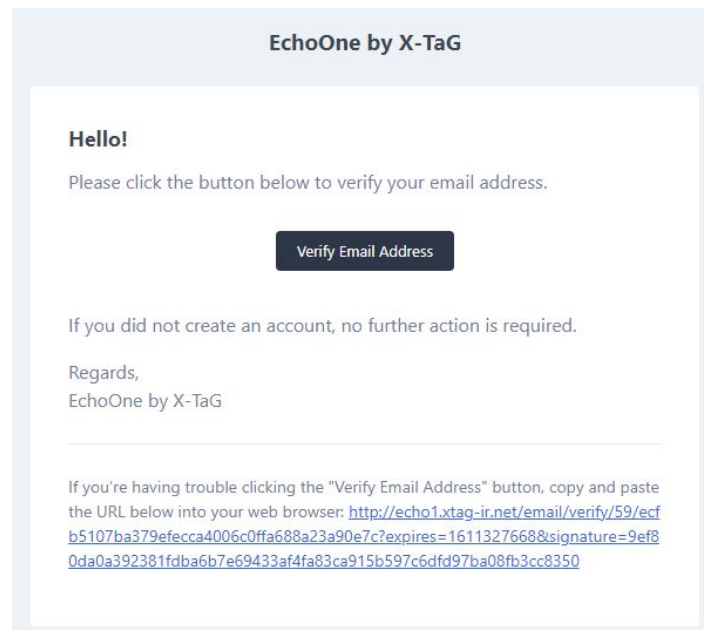 EchoOne by X-TaG
Hello!
Please click the button below to verify your email address.
Verify Email Address
If you did not create an account, no further action is required.
Regards,
EchoOne by X-TaG
If you're having trouble clicking the "Verify Email Address" button, copy and paste
the URL below into your web browser: http://echo1.xtag-ir.net/email/verify/59/ecf
b5107ba379efecca4006c0ffa688a23a90e7c?expires=1611327668&signature=9ef8
0da0a392381fdba6b7e69433af4fa83ca915b597c6dfd97ba08fb3cc8350